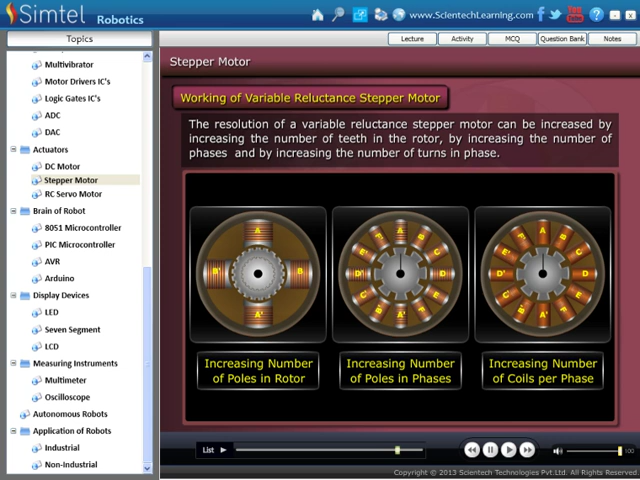 Simtel Robotics
www.ScientechLearning.com
You
Tube
Topics
Lecture
Activity
MCQ
Question Bank
Notes
Multivibrator
Motor Drivers IC's
Logic Gates IC's
ADC
DAC
Actuators
DC Motor
Stepper Motor
RC Servo Motor
Brain of Robot
8051 Microcontroller
PIC Microcontroller
AVR
Arduino
Display Devices
LED
Seven Segment
LCD
Measuring Instruments
Multimeter
Oscilloscope
Autonomous Robots
Application of Robots
Industrial
Non-Industrial
Stepper Motor
Working of Variable Reluctance Stepper Motor
The resolution of a variable reluctance stepper motor can be increased by
increasing the number of teeth in the rotor, by increasing the number of
phases and by increasing the number of turns in phase.
A
B'
B
A'
Increasing Number
of Poles in Rotor
Increasing Number
of Poles in Phases
Increasing Number
of Coils per Phase
List
100
Copyright © 2013 Scientech Technologies Pvt.Ltd. All Rights Reserved.